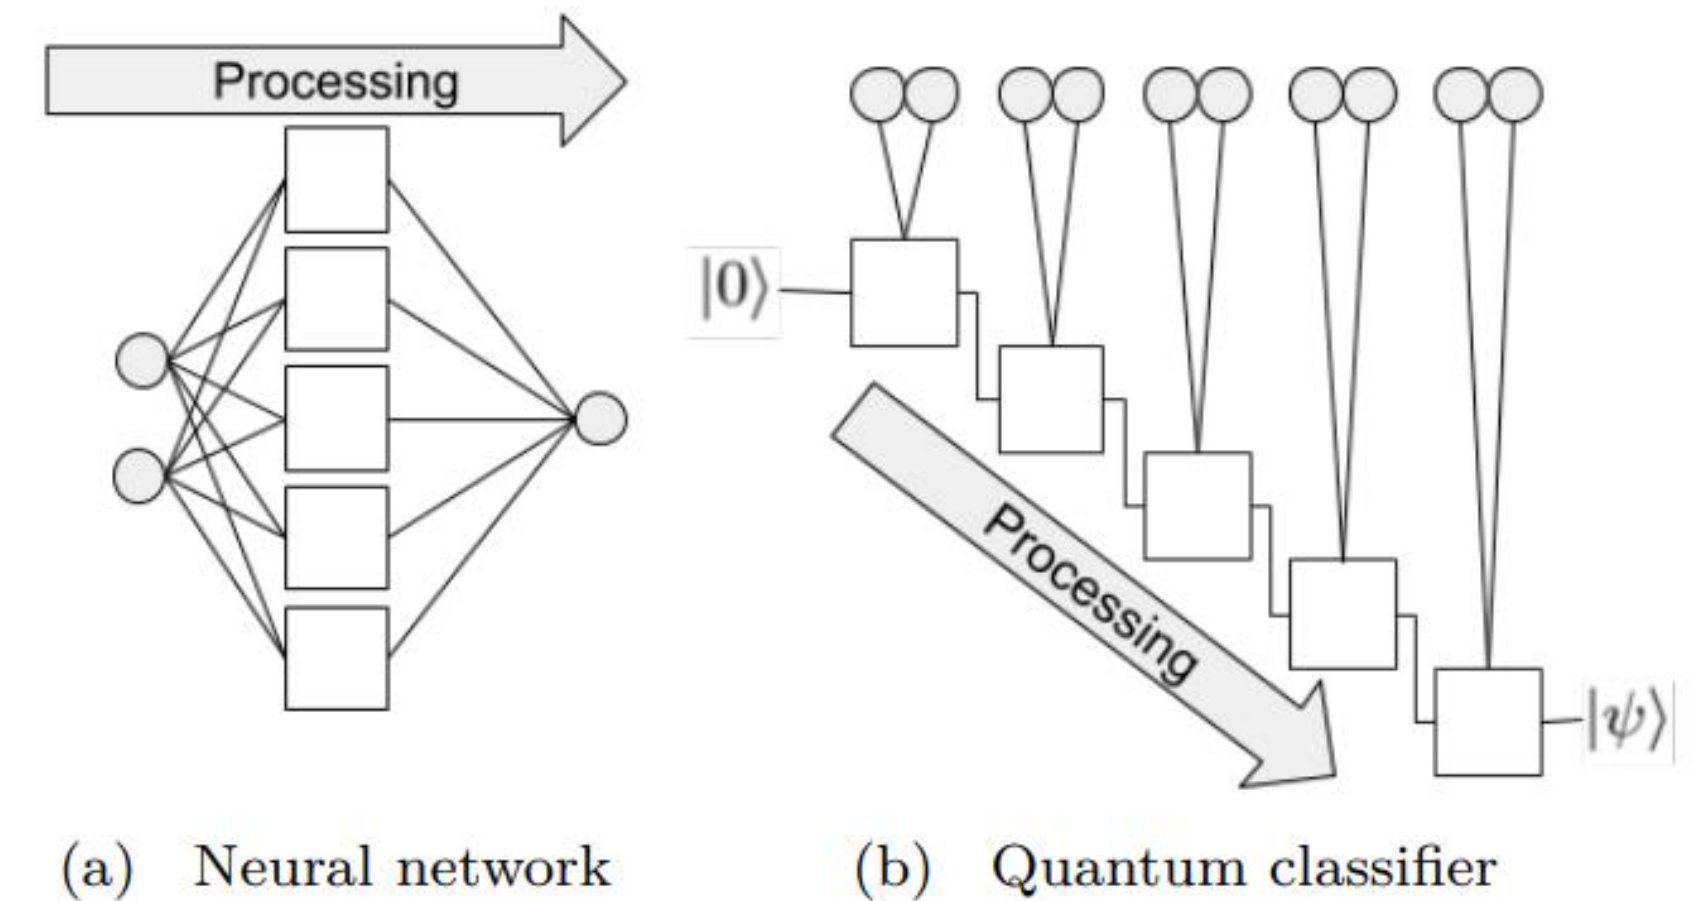 Processing
|0⟩
Processing
|ψ⟩
(a) Neural network
(b) Quantum classifier